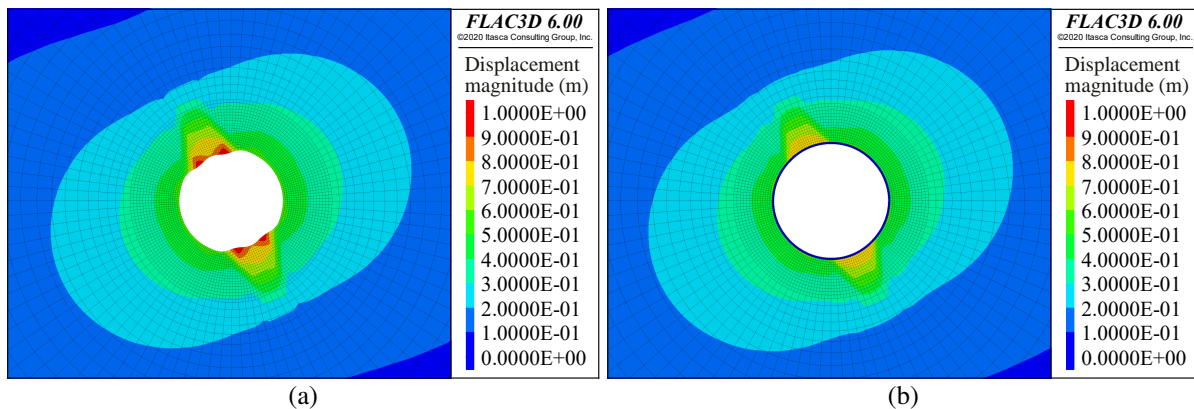 FLAC3D 6.00
©2020 Itasca Consulting Group, Inc.
Displacement
magnitude (m)
1.0000E+00
9.0000E-01
8.0000E-01
7.0000E-01
6.0000E-01
5.0000E-01
4.0000E-01
3.0000E-01
2.0000E-01
1.0000E-01
0.0000E+00
(a)
FLAC3D 6.00
©2020 Itasca Consulting Group, Inc.
Displacement
magnitude (m)
1.0000E+00
9.0000E-01
8.0000E-01
7.0000E-01
6.0000E-01
5.0000E-01
4.0000E-01
3.0000E-01
2.0000E-01
1.0000E-01
0.0000E+00
(b)